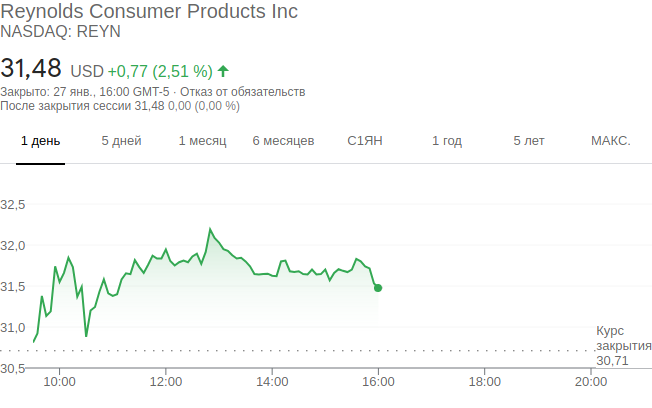 Reynolds Consumer Products Inc
NASDAQ: REYN
31,48 USD +0,77 (2,51 %)
Закрыто: 27 янв., 16:00 GMT-5 · Отказ от обязательств
После закрытия сессии 31,48 0,00 (0,00 %)
1 день 5 дней 1 месяц 6 месяцев С1ЯН 1 год 5 лет МАКС.
32,5
32,0
31,5
31,0
Курс
закрытия
30,71
30,5
10:00 12:00 14:00 16:00 18:00 20:00